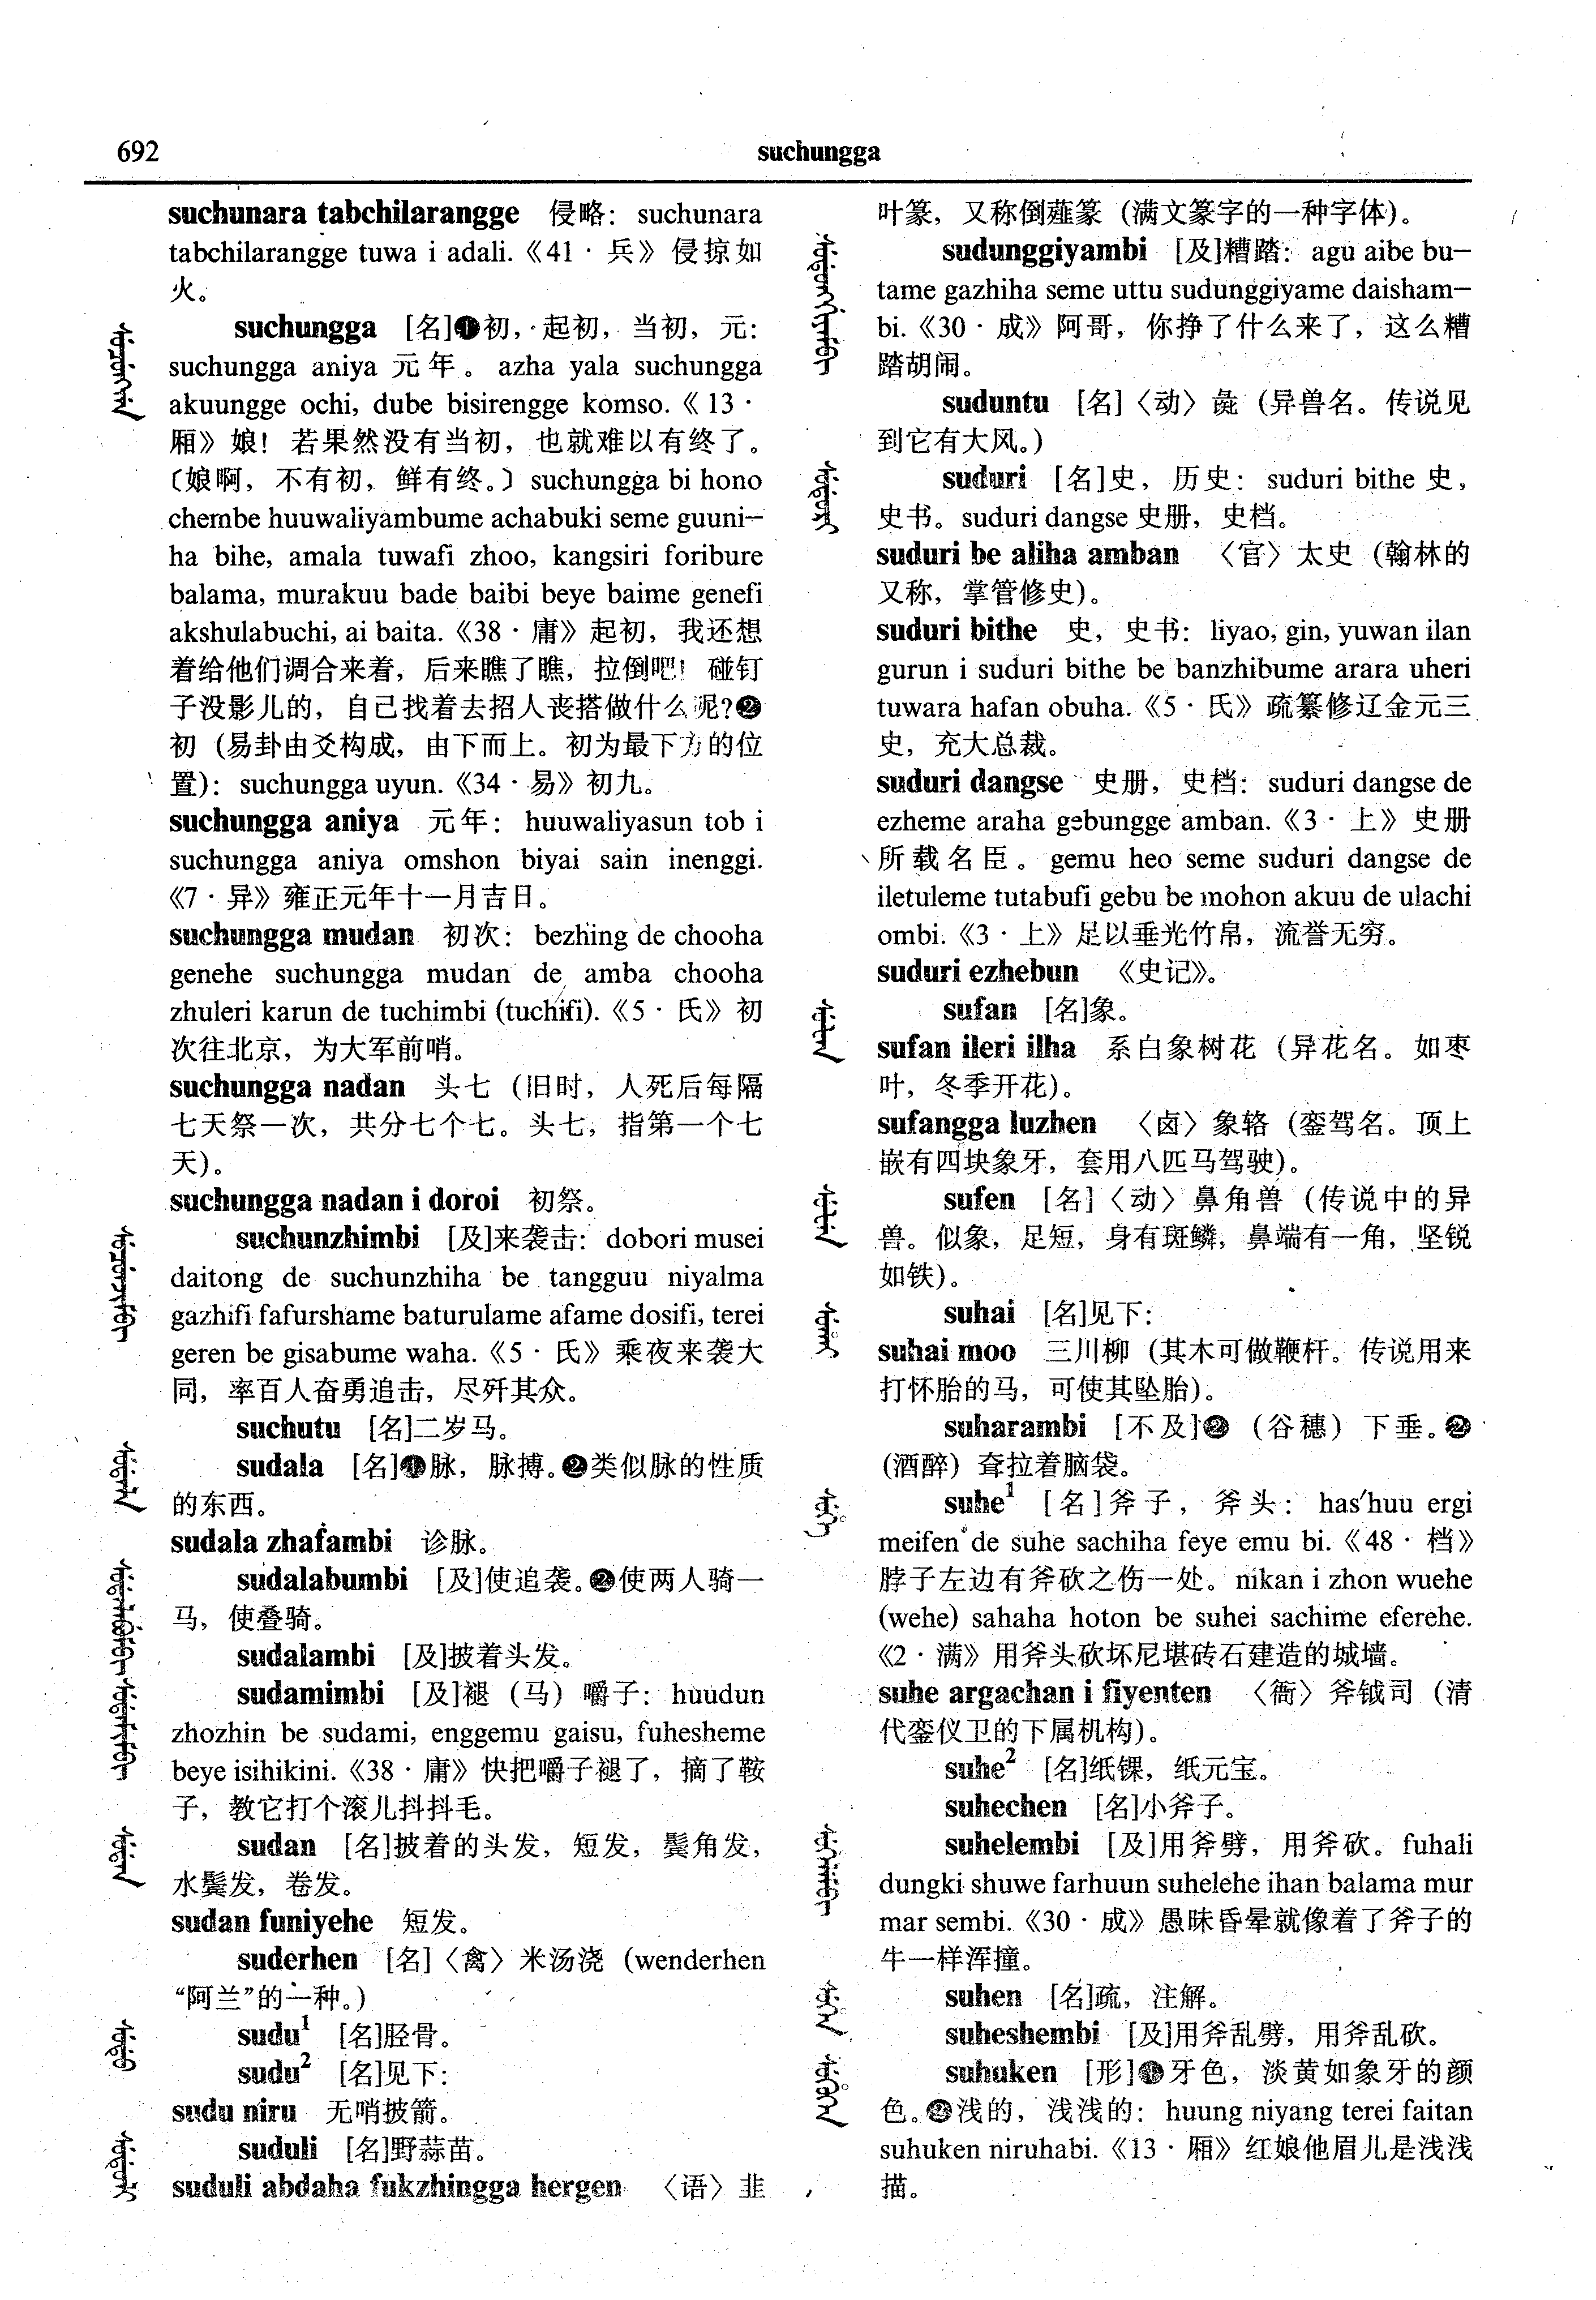 692
suchungga
suchunara tabchilarangge 侵略：suchunara
tabchilarangge tuwa i adali.《41·兵》侵掠如
火。
suchungga [名]❶初，起初，当初，元：
suchungga aniya 元年。azha yala suchungga
akuungge ochi, dube bisirengge komso.《13·
厢》娘！若果然没有当初，也就难以有终了。
〔娘啊，不有初，鲜有终。〕suchungga bi hono
chembe huuwaliyambume achabuki seme guuni-
ha bihe, amala tuwafi zhoo, kangsiri foribure
balama, murakuu bade baibi beye baime genefi
akshulabuchi, ai baita.《38·庸》起初，我还想
着给他们调合来着，后来瞧了瞧，拉倒吧！碰钉
子没影儿的，自己找着去招人丧搭做什么呢?❷
初（易卦由爻构成，由下而上。初为最下方的位
置）：suchungga uyun.《34·易》初九。
suchungga aniya 元年：huuwaliyasun tob i
suchungga aniya omshon biyai sain inenggi.
《7·异》雍正元年十一月吉日。
suchungga mudan 初次：bezhing de chooha
genehe suchungga mudan de amba chooha
zhuleri karun de tuchimbi (tuchifi).《5·氏》初
次往北京，为大军前哨。
suchungga nadan 头七（旧时，人死后每隔
七天祭一次，共分七个七。头七，指第一个七
天）。
suchungga nadan i doroi 初祭。
suchunzhimbi [及]来袭击：dobori musei
daitong de suchunzhiha be tangguu niyalma
gazhifi fafurshame baturulame afame dosifi, terei
geren be gisabume waha.《5·氏》乘夜来袭大
同，率百人奋勇追击，尽歼其众。
suchutu [名]二岁马。
sudala [名]❶脉，脉搏。❷类似脉的性质
的东西。
sudala zhafambi 诊脉。
sudalabumbi [及]使追袭。❷使两人骑一
马，使叠骑。
sudalambi [及]披着头发。
sudamimbi [及]褪（马）嚼子：huudun
zhozhin be sudami, enggemu gaisu, fuhesheme
beye isihikini.《38·庸》快把嚼子褪了，摘了鞍
子，教它打个滚儿抖抖毛。
sudan [名]披着的头发，短发，鬓角发，
水鬓发，卷发。
sudan funiyehe 短发。
suderhen [名]〈禽〉米汤浇（wenderhen
“阿兰”的一种。）
sudu¹ [名]胫骨。
sudu² [名]见下：
sudu niru 无哨披箭。
suduli [名]野蒜苗。
suduli abdaha fukzhingga hergen 〈语〉韭
叶篆，又称倒薤篆（满文篆字的一种字体）。
sudunggiyambi [及]糟踏：agu aibe bu-
tame gazhiha seme uttu sudunggiyame daisham-
bi.《30·成》阿哥，你挣了什么来了，这么糟
踏胡闹。
suduntu [名]〈动〉彘（异兽名。传说见
到它有大风。）
suduri [名]史，历史：suduri bithe 史，
史书。suduri dangse 史册，史档。
suduri be aliha amban 〈官〉太史（翰林的
又称，掌管修史）。
suduri bithe 史，史书：liyao, gin, yuwan ilan
gurun i suduri bithe be banzhibume arara uheri
tuwara hafan obuha.《5·氏》疏纂修辽金元三
史，充大总裁。
suduri dangse 史册，史档：suduri dangse de
ezheme araha gebungge amban.《3·上》史册
所载名臣。gemu heo seme suduri dangse de
iletuleme tutabufi gebu be mohon akuu de ulachi
ombi.《3·上》足以垂光竹帛，流誉无穷。
suduri ezhebun 《史记》。
sufan [名]象。
sufan ileri ilha 系白象树花（异花名。如枣
叶，冬季开花）。
sufangga luzhen 〈卤〉象辂（銮驾名。顶上
嵌有四块象牙，套用八匹马驾驶）。
sufen [名]〈动〉鼻角兽（传说中的异
兽。似象，足短，身有斑鳞，鼻端有一角，坚锐
如铁）。
suhai [名]见下：
suhai moo 三川柳（其木可做鞭杆。传说用来
打怀胎的马，可使其坠胎）。
suharambi [不及]❷（谷穗）下垂。❷
（酒醉）耷拉着脑袋。
suhe¹ [名]斧子，斧头：has'huu ergi
meifen de suhe sachiha feye emu bi.《48·档》
脖子左边有斧砍之伤一处。nikan i zhon wuehe
(wehe) sahaha hoton be suhei sachime eferehe.
《2·满》用斧头砍坏尼堪砖石建造的城墙。
suhe argachan i fiyenten 〈衙〉斧钺司（清
代銮仪卫的下属机构）。
suhe² [名]纸锞，纸元宝。
suhechen [名]小斧子。
suhelembi [及]用斧劈，用斧砍。fuhali
dungki shuwe farhuun suhelehe ihan balama mur
mar sembi.《30·成》愚昧昏晕就像着了斧子的
牛一样浑撞。
suhen [名]疏，注解。
suheshembi [及]用斧乱劈，用斧乱砍。
suhuken [形]❶牙色，淡黄如象牙的颜
色。❷浅的，浅浅的：huung niyang terei faitan
suhuken niruhabi.《13·厢》红娘他眉儿是浅浅
描。